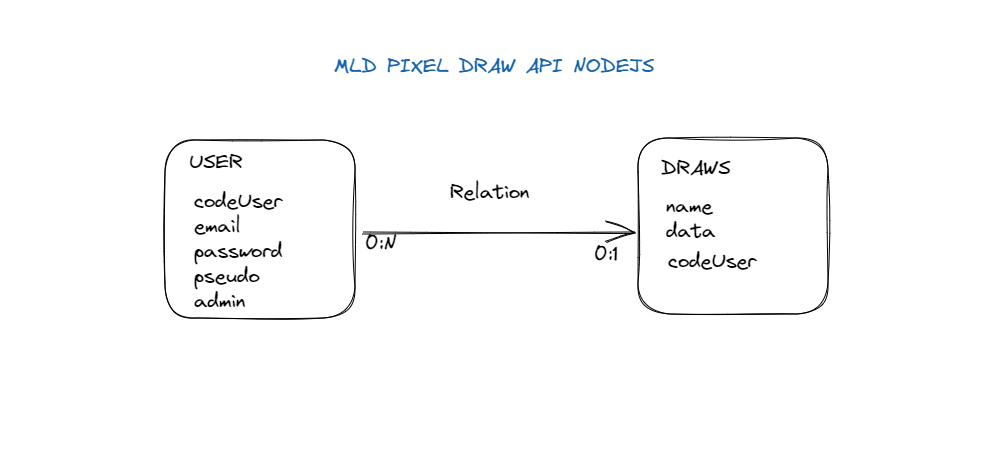 MLD PIXEL DRAW API NODEJS
USER
codeUser
email
password
pseudo
admin
Relation
0:N
0:1
DRAWS
name
data
codeUser